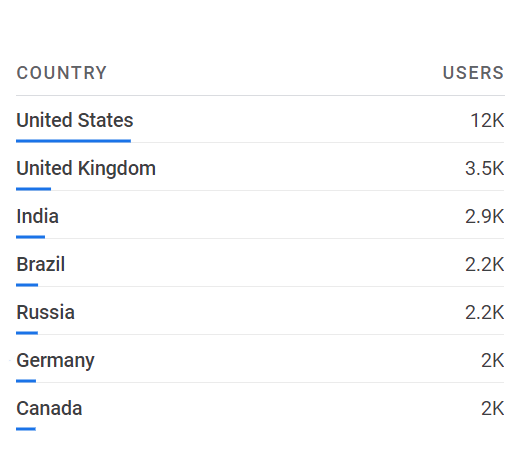 COUNTRY USERS
United States 12K
United Kingdom 3.5K
India 2.9K
Brazil 2.2K
Russia 2.2K
Germany 2K
Canada 2K